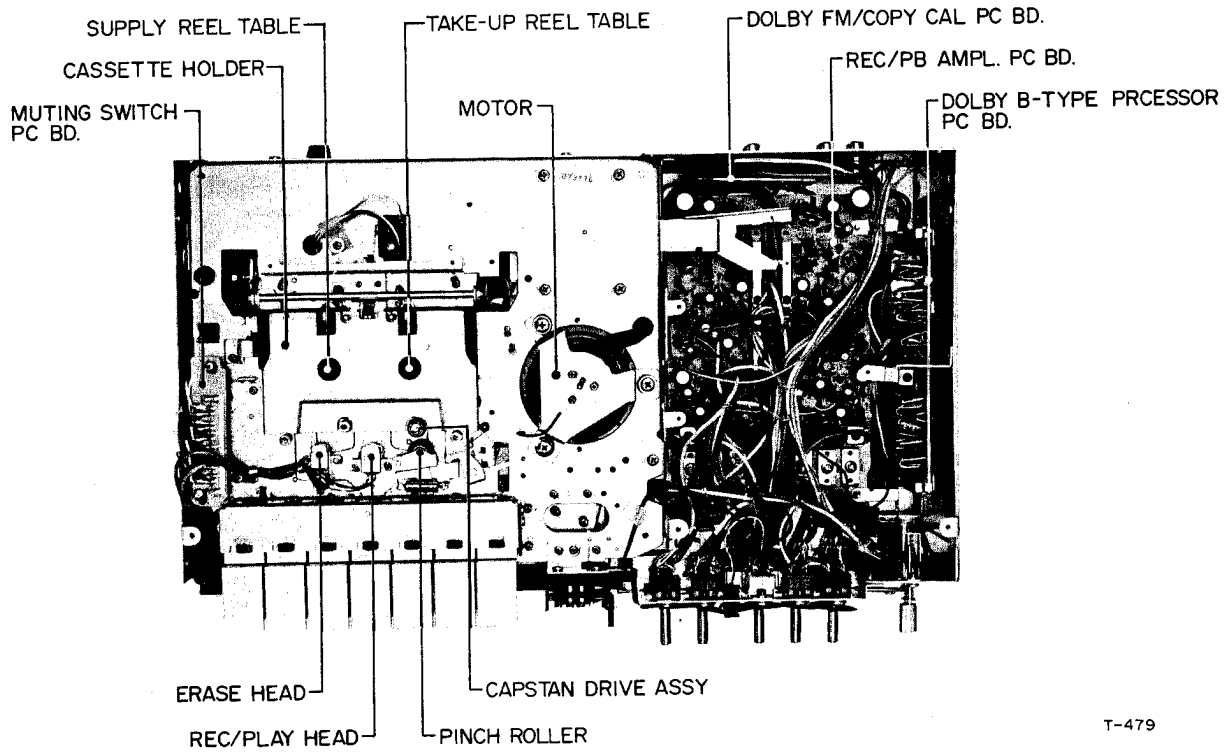 SUPPLY REEL TABLE
TAKE-UP REEL TABLE
DOLBY FM/COPY CAL PC BD.
CASSETTE HOLDER
REC/PB AMPL. PC BD.
MUTING SWITCH
PC BD.
MOTOR
DOLBY B-TYPE PRCESSOR
PC BD.
ERASE HEAD
CAPSTAN DRIVE ASSY
REC/PLAY HEAD
PINCH ROLLER
T-479